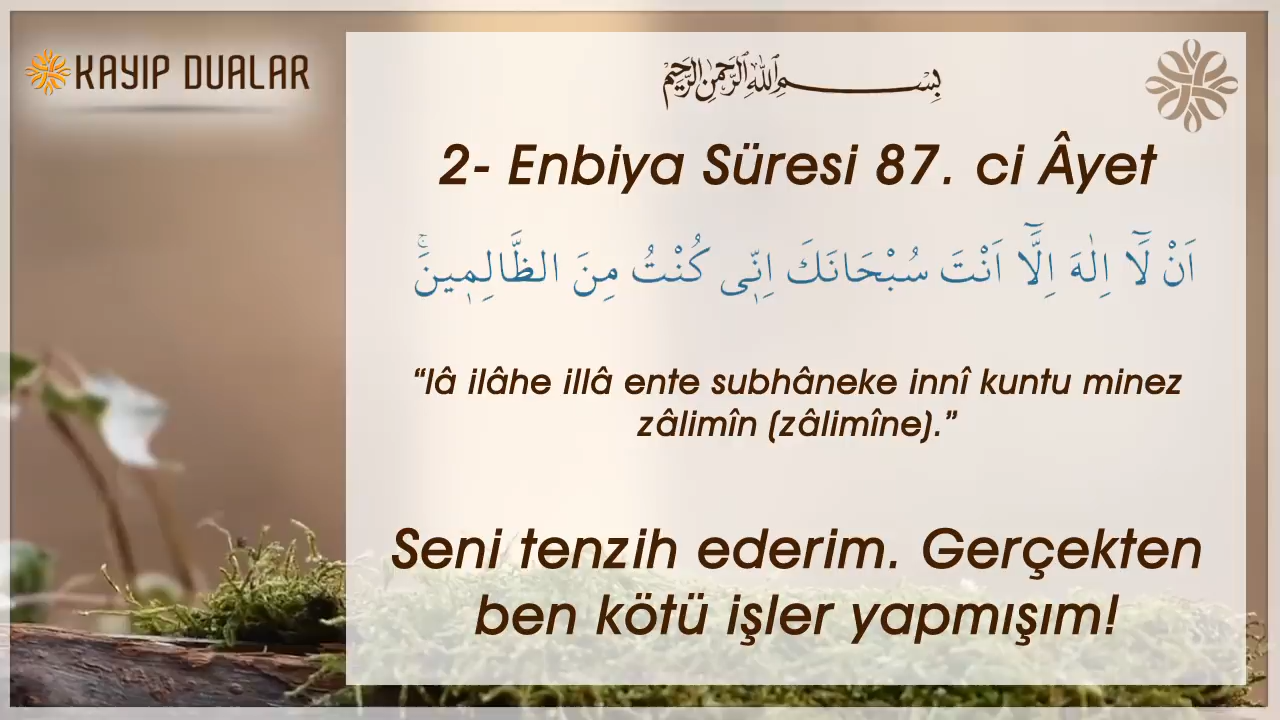 KAYIP DUALAR
بِسْمِ اللهِ الرَّحْمٰنِ الرَّحِيمِ
2- Enbiya Süresi 87. ci Âyet
اَنْ لَٓا اِلٰهَ اِلَّٓا اَنْتَ سُبْحَانَكَ اِنّ۪ى كُنْتُ مِنَ الظَّالِم۪ينَۚ
“lâ ilâhe illâ ente subhâneke innî kuntu minez
zâlimîn (zâlimîne).”
Seni tenzih ederim. Gerçekten
ben kötü işler yapmışım!